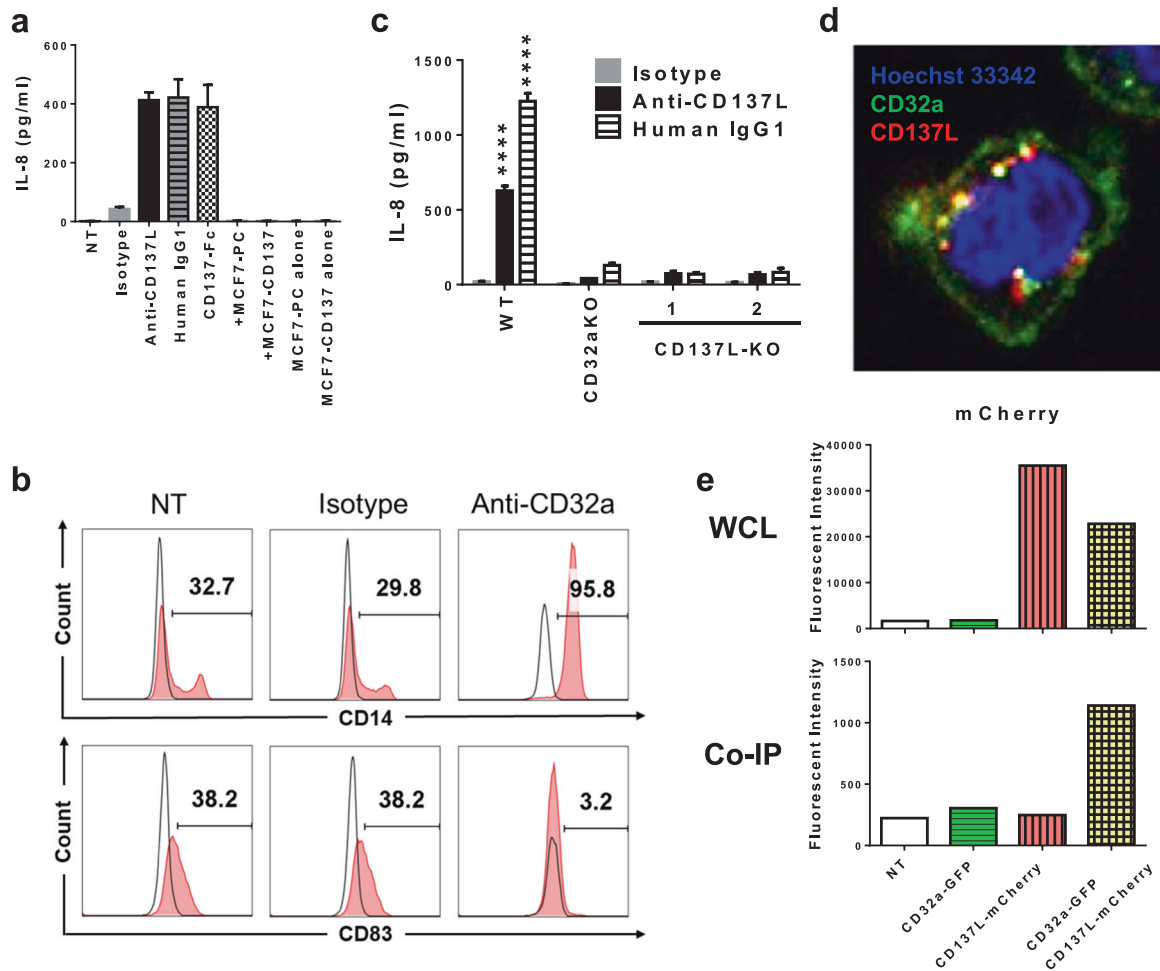 a
IL-8 (pg/ml)
600
400
200
0
NT
Isotype
Anti-CD137L
Human IgG1
CD137-Fc
+MCF7-PC
+MCF7-CD137
MCF7-PC alone
MCF7-CD137 alone
c
IL-8 (pg/ml)
1500
1000
500
0
****
****
Isotype
Anti-CD137L
Human IgG1
WT
CD32aKO
1
2
CD137L-KO
d
Hoechst 33342
CD32a
CD137L
b
NT
Isotype
Anti-CD32a
Count
32.7
29.8
95.8
CD14
Count
38.2
38.2
3.2
CD83
e
mCherry
WCL
Fluorescent Intensity
40000
30000
20000
10000
0
Co-IP
Fluorescent Intensity
1500
1000
500
0
NT
CD32a-GFP
CD137L-mCherry
CD32a-GFP
CD137L-mCherry